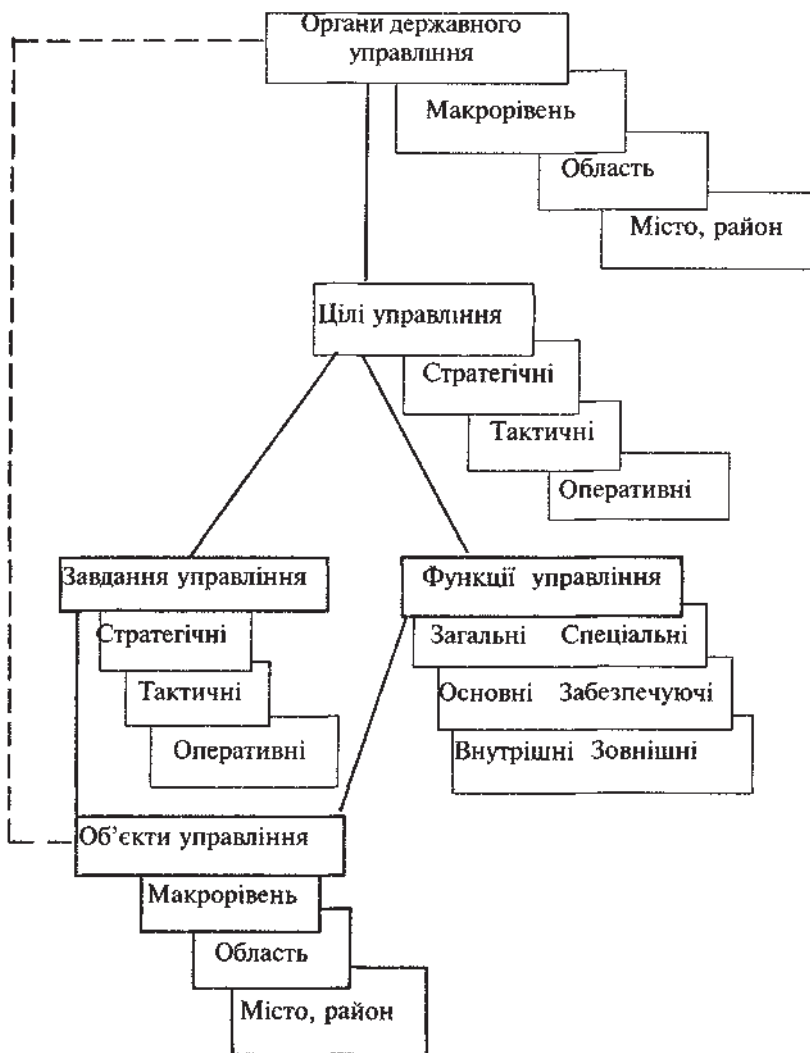 Органи державного
управління
Макрорівень
Область
Місто, район
Цілі управління
Стратегічні
Тактичні
Оперативні
Завдання управління
Стратегічні
Тактичні
Оперативні
Функції управління
Загальні Спеціальні
Основні Забезпечуючі
Внутрішні Зовнішні
Об’єкти управління
Макрорівень
Область
Місто, район